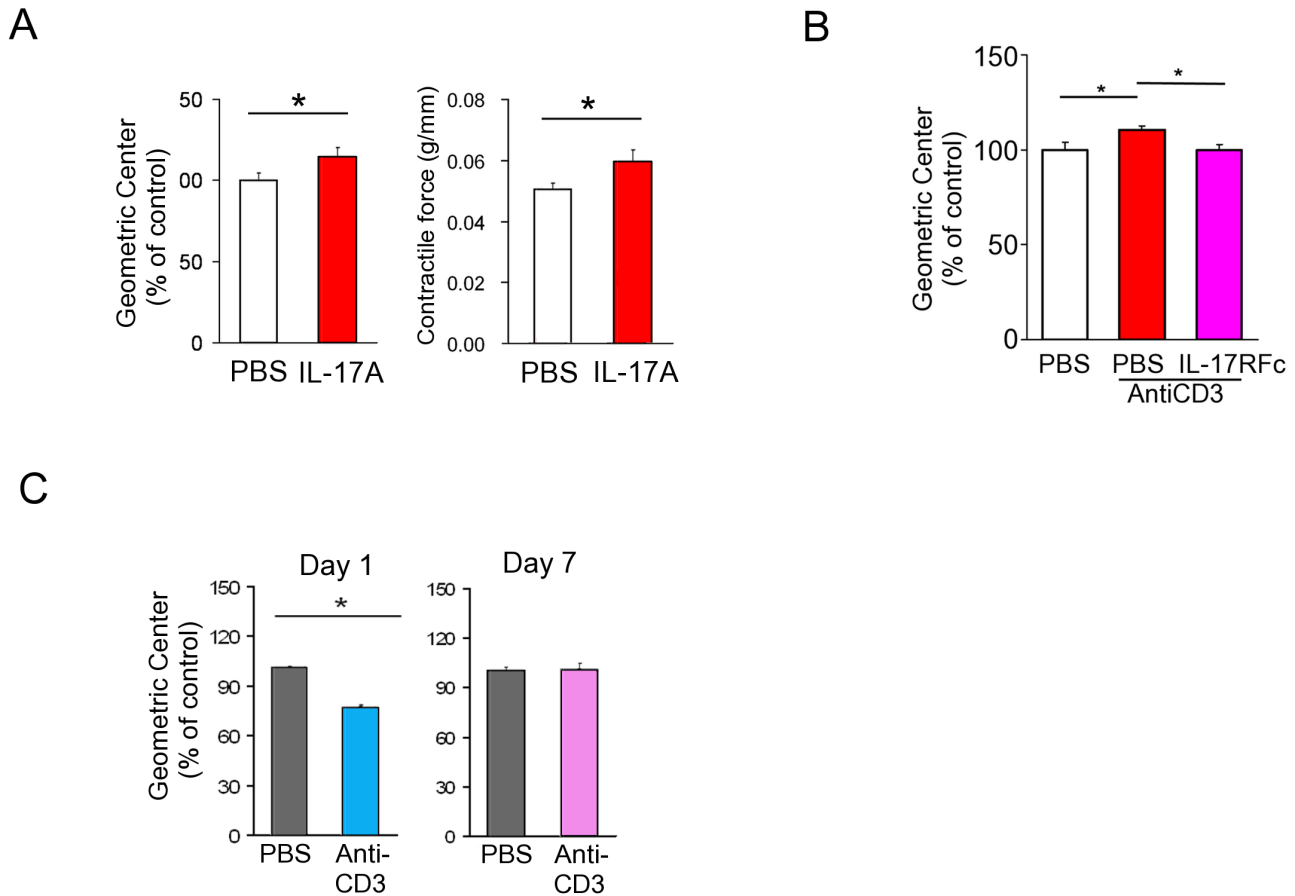 A
B
Geometric Center
(% of control)
50
00
50
0
*
PBS IL-17A
Contractile force (g/mm)
0.08
0.06
0.04
0.02
0.00
*
PBS IL-17A
Geometric Center
(% of control)
150
100
50
0
*
*
PBS PBS IL-17RFc
AntiCD3
C
Day 1
Geometric Center
(% of control)
150
120
90
60
30
0
*
PBS Anti-
CD3
Day 7
150
120
90
60
30
0
PBS Anti-
CD3